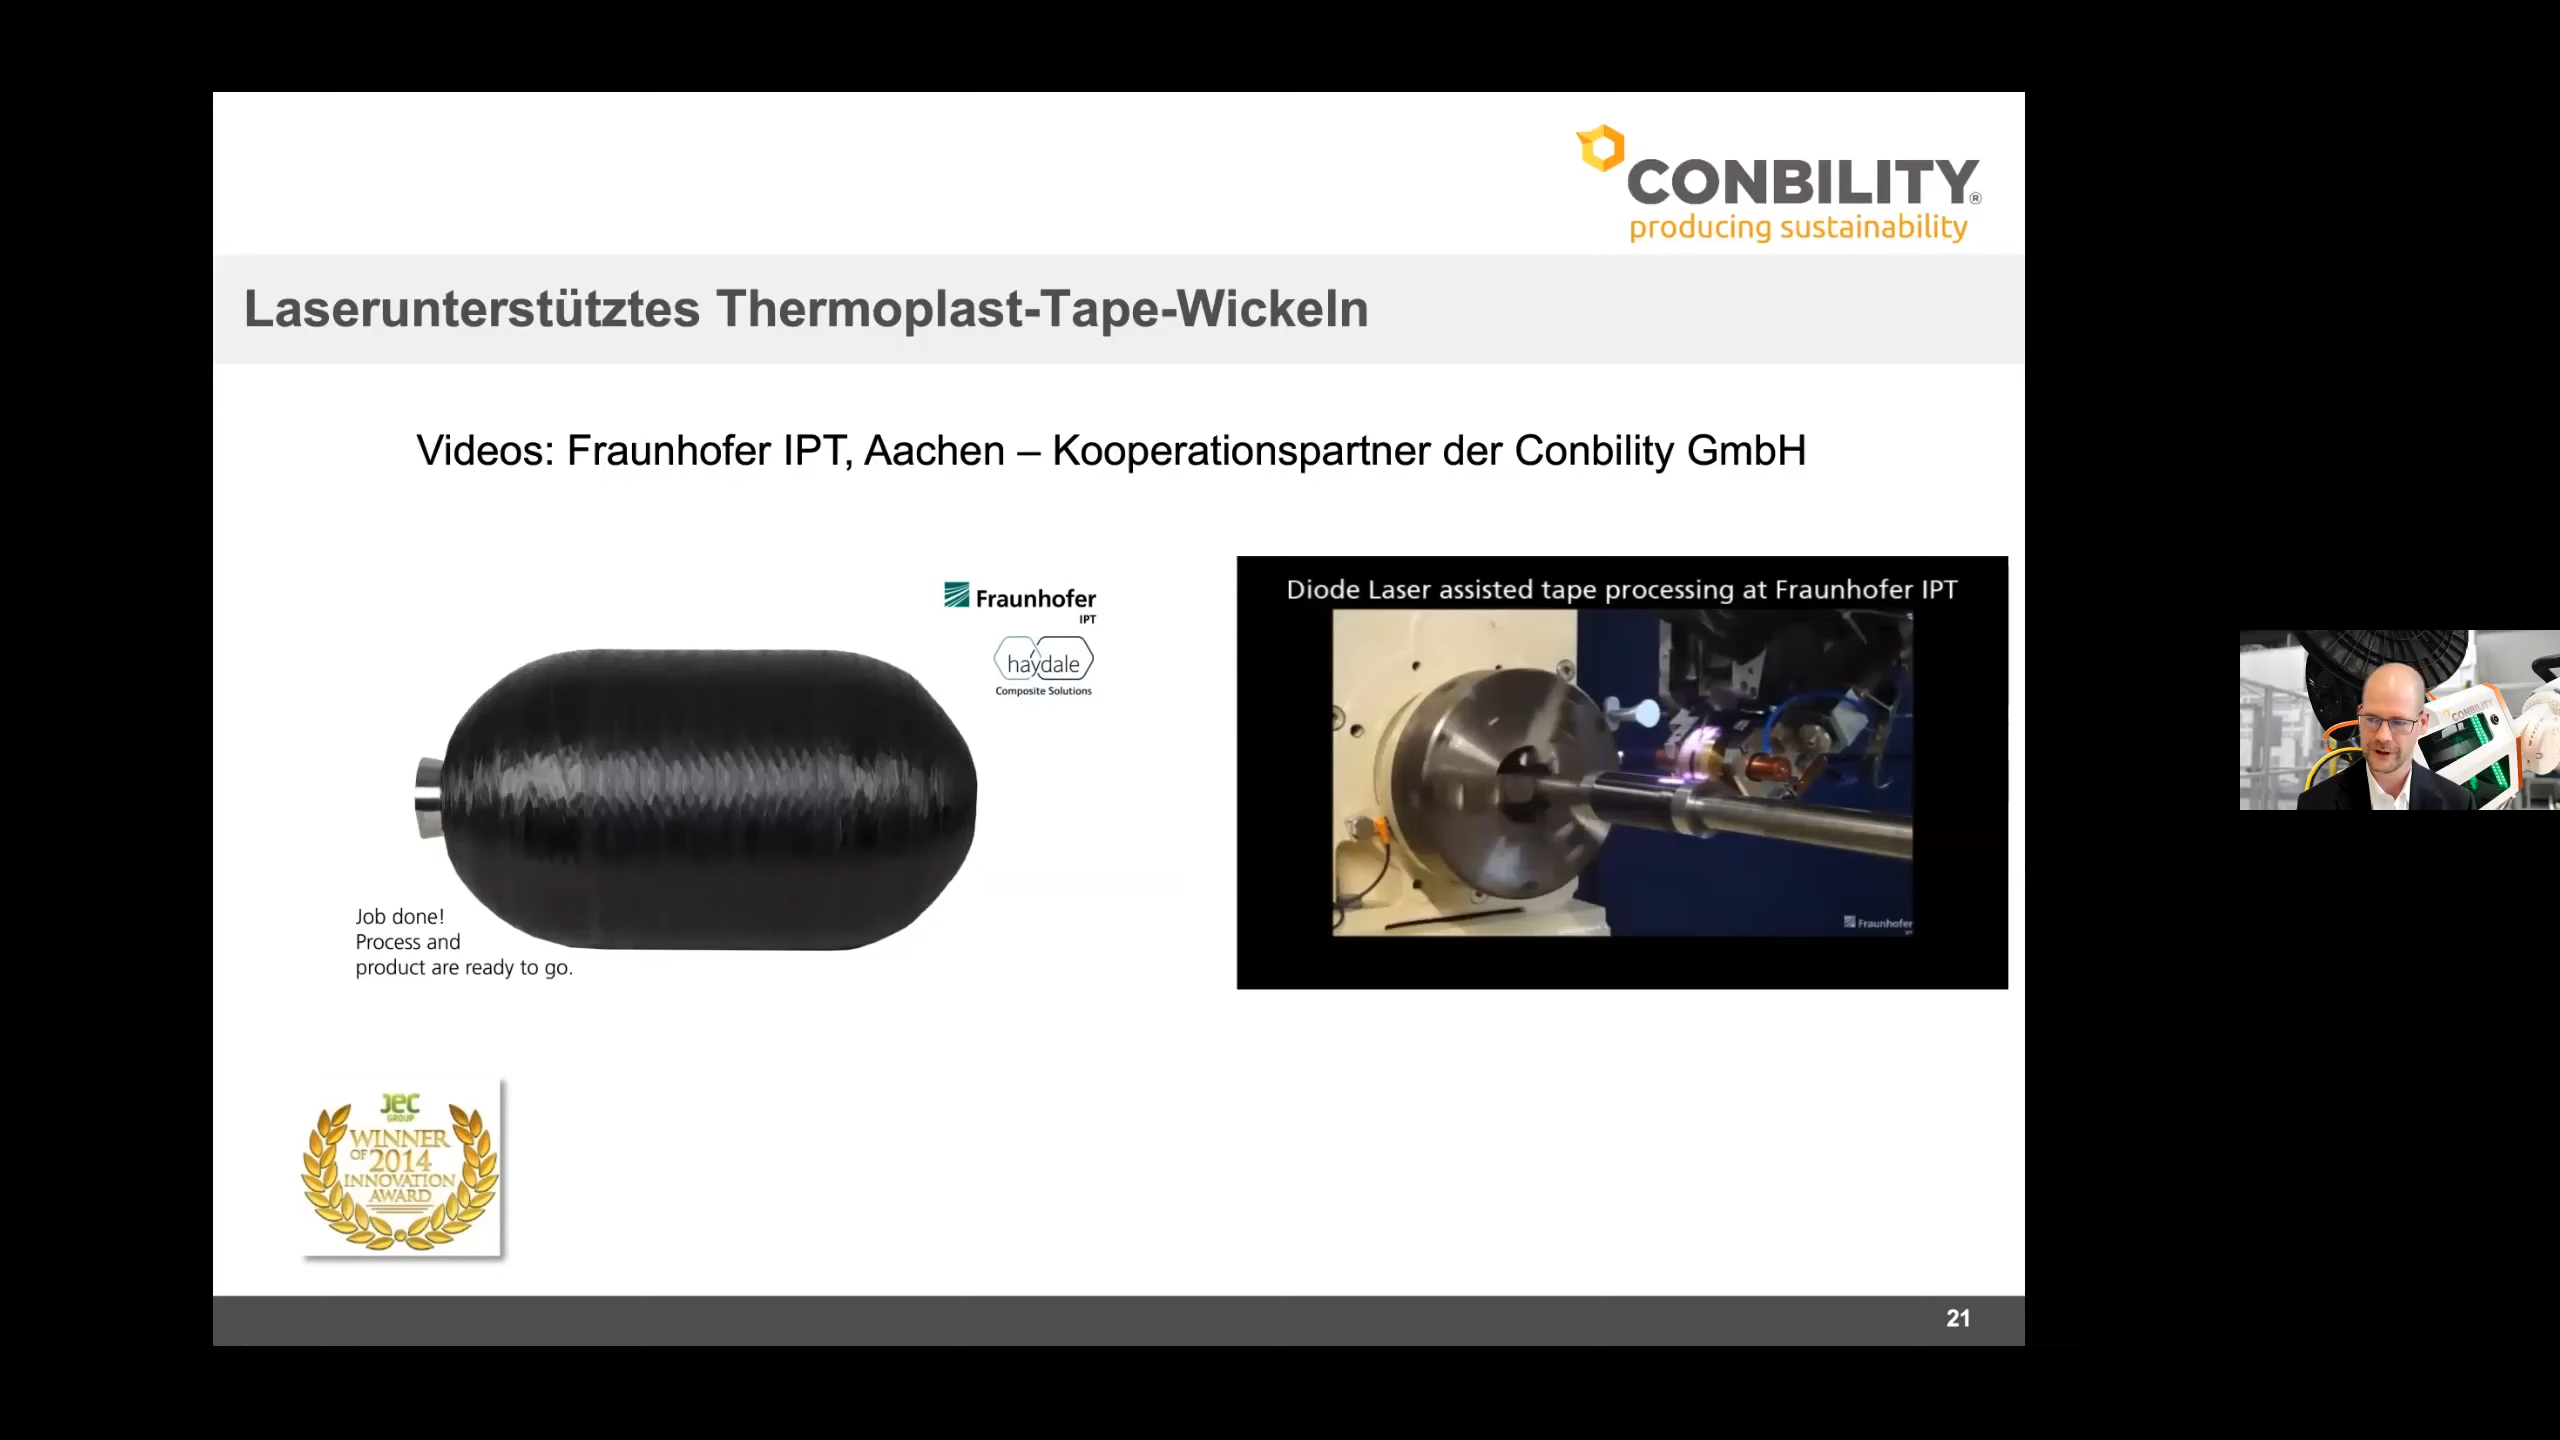 CONBILITY®
producing sustainability
Laserunterstütztes Thermoplast-Tape-Wickeln
Videos: Fraunhofer IPT, Aachen – Kooperationspartner der Conbility GmbH
Fraunhofer
IPT
haydale
Composite Solutions
Job done!
Process and
product are ready to go.
Diode Laser assisted tape processing at Fraunhofer IPT
Fraunhofer
JEC
GROUP
WINNER
OF 2014
INNOVATION
AWARD
21
CONBILITY